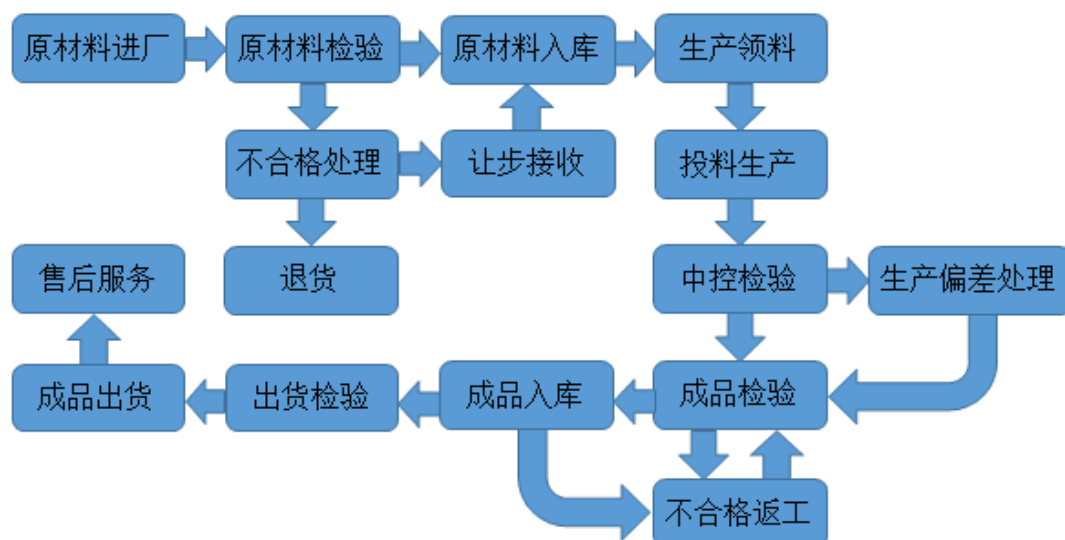 原材料进厂
原材料检验
原材料入库
生产领料
不合格处理
让步接收
投料生产
售后服务
退货
中控检验
生产偏差处理
成品出货
出货检验
成品入库
成品检验
不合格返工